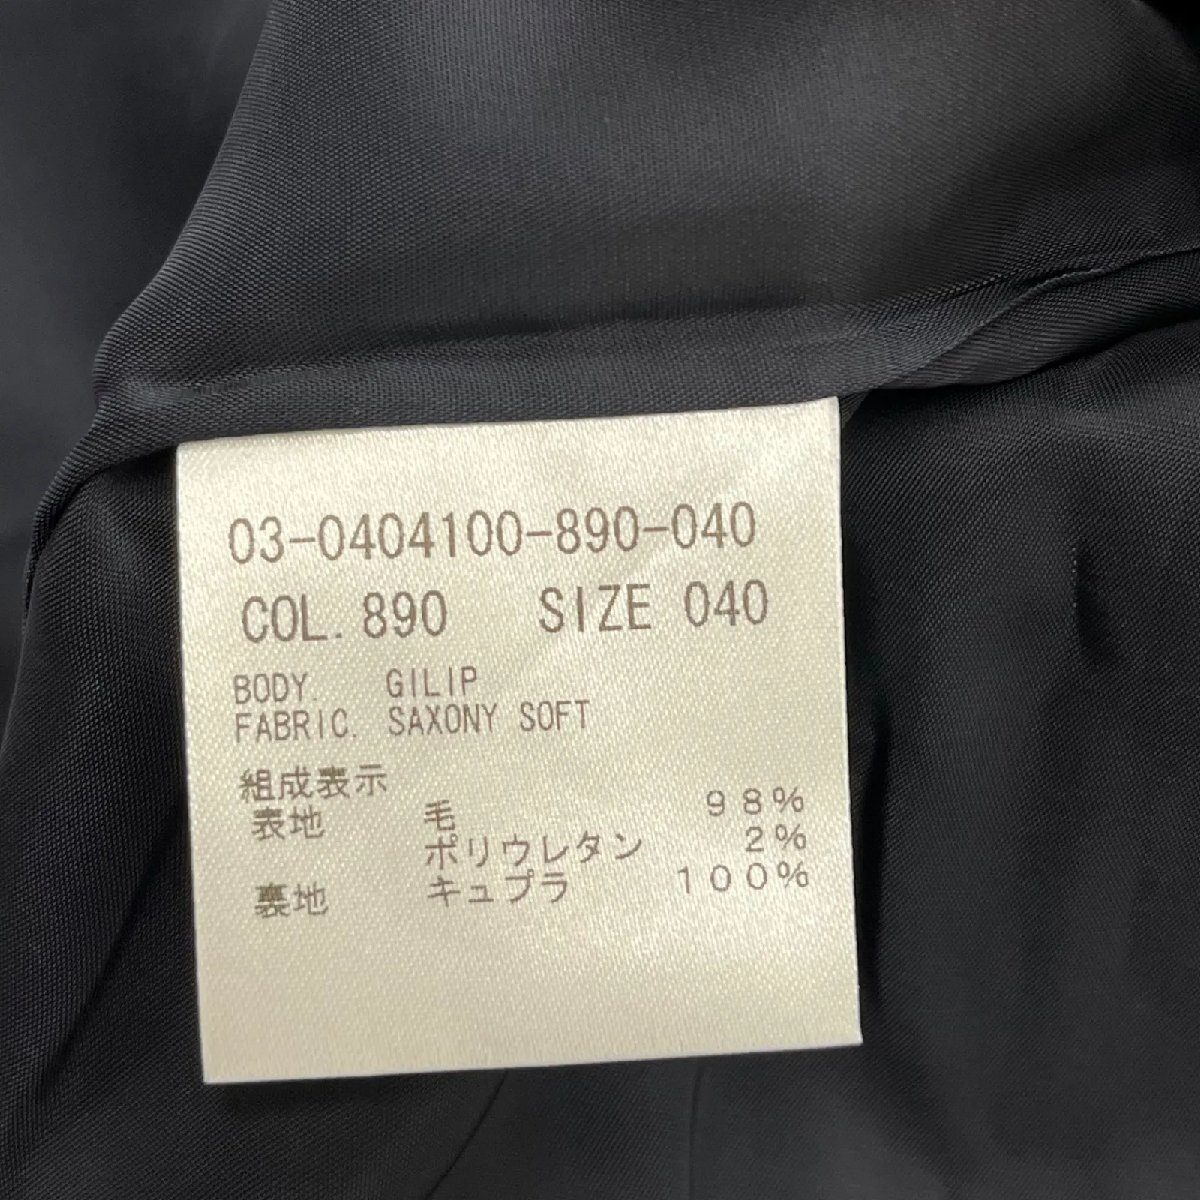 03-0404100-890-040
COL. 890 SIZE 040
BODY. GILIP
FABRIC. SAXONY SOFT
組成表示
表地 毛 98%
ポリウレタン 2%
裏地 キュプラ 100%